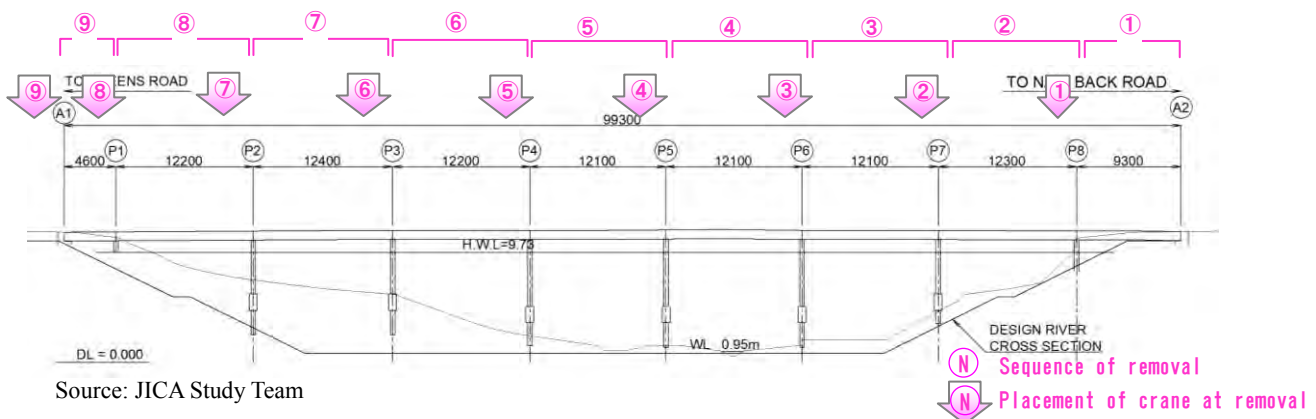 ⑨ ⑧ ⑦ ⑥ ⑤ ④ ③ ② ①
TO ENS ROAD TO N BACK ROAD
⑨ ⑧ ⑦ ⑥ ⑤ ④ ③ ② ①
A1 99300 A2
P1 P2 P3 P4 P5 P6 P7 P8
4600 12200 12400 12200 12100 12100 12100 12300 9300
H.W.L=9.73
WL 0.95m
DESIGN RIVER
CROSS SECTION
DL = 0.000
Source: JICA Study Team
Ⓝ Sequence of removal
Ⓝ Placement of crane at removal